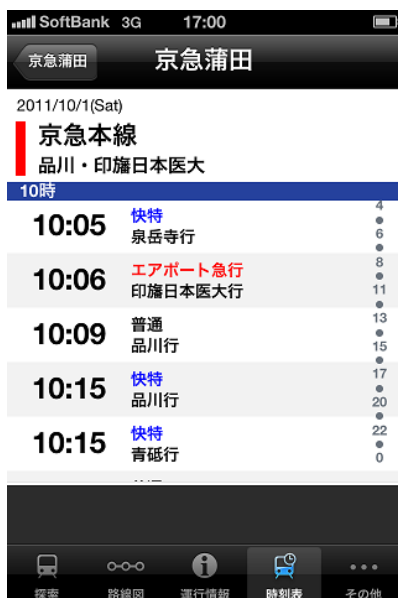 SoftBank 3G 17:00
京急蒲田
京急蒲田
2011/10/1(Sat)
京急本線
品川・印旛日本医大
10時
10:05 快特
泉岳寺行
10:06 エアポート急行
印旛日本医大行
10:09 普通
品川行
10:15 快特
品川行
10:15 快特
青砥行
4
6
8
11
13
15
17
20
22
0
探索 路線図 運行情報 時刻表 その他